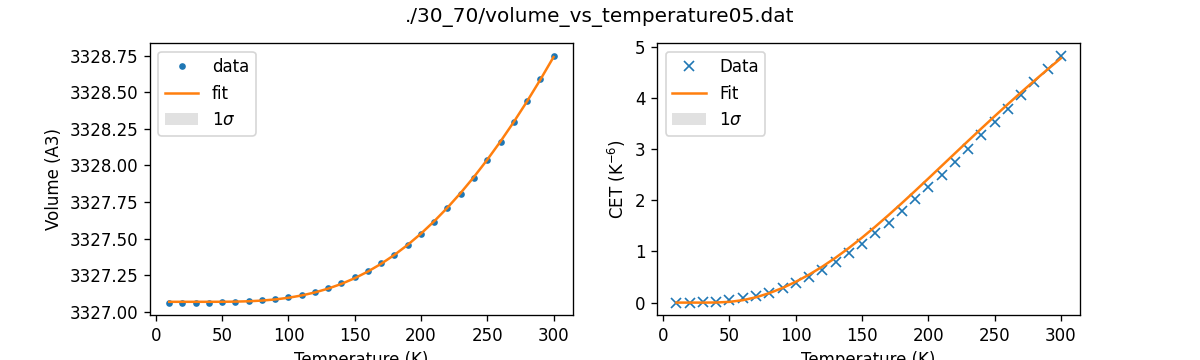 ./30_70/volume_vs_temperature05.dat
Volume (A3)
3328.75
3328.50
3328.25
3328.00
3327.75
3327.50
3327.25
3327.00
data
fit
1σ
0 50 100 150 200 250 300
Temperature (K)
CET (K⁻⁶)
5
4
3
2
1
0
Data
Fit
1σ
0 50 100 150 200 250 300
Temperature (K)